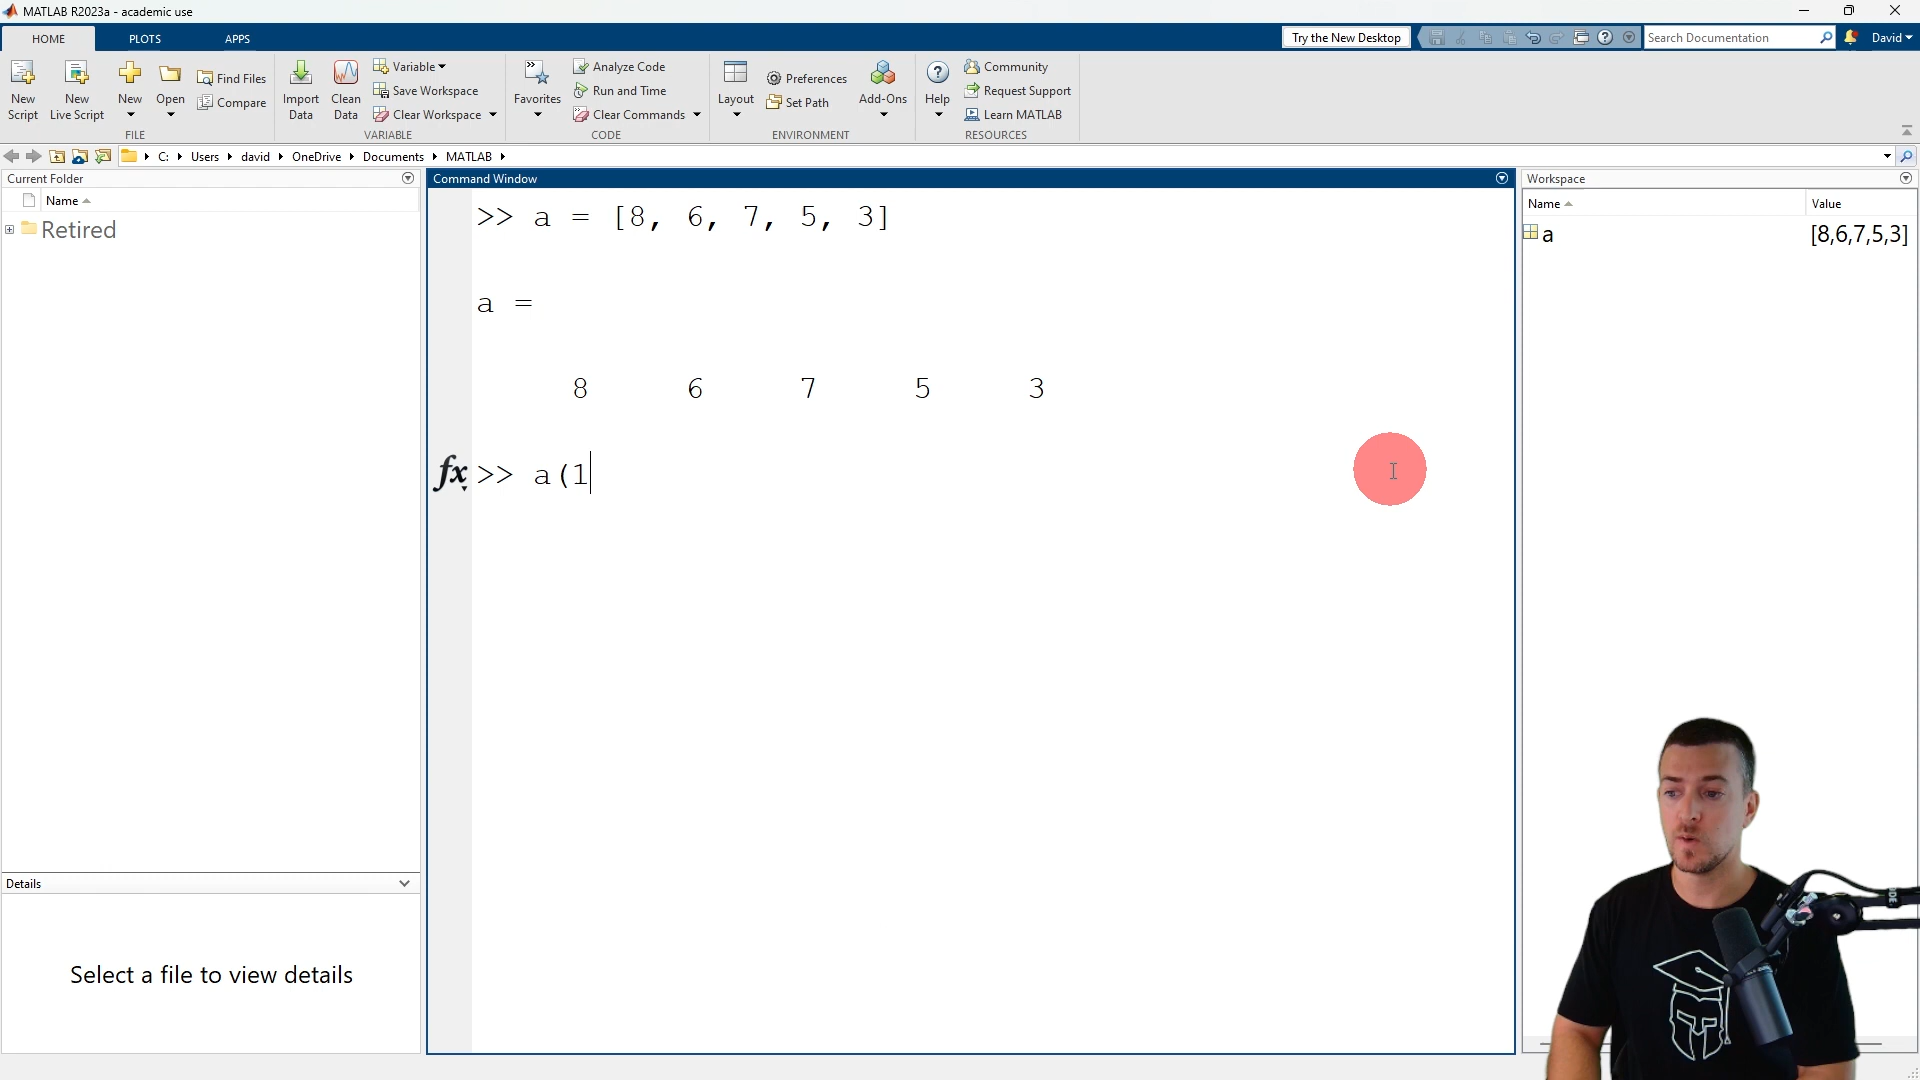 MATLAB R2023a - academic use
HOME PLOTS APPS Try the New Desktop Search Documentation David
New Script
New Live Script
New
Open
Find Files
Compare
FILE
Import Data
Clean Data
Variable
Save Workspace
Clear Workspace
VARIABLE
Favorites
Analyze Code
Run and Time
Clear Commands
CODE
Layout
Preferences
Set Path
Add-Ons
ENVIRONMENT
Help
Community
Request Support
Learn MATLAB
RESOURCES
C: Users david OneDrive Documents MATLAB
Current Folder
Name
Retired
Details
Select a file to view details
Command Window
>> a = [8, 6, 7, 5, 3]
a =
8 6 7 5 3
fx >> a(1
Workspace
Name Value
a [8,6,7,5,3]